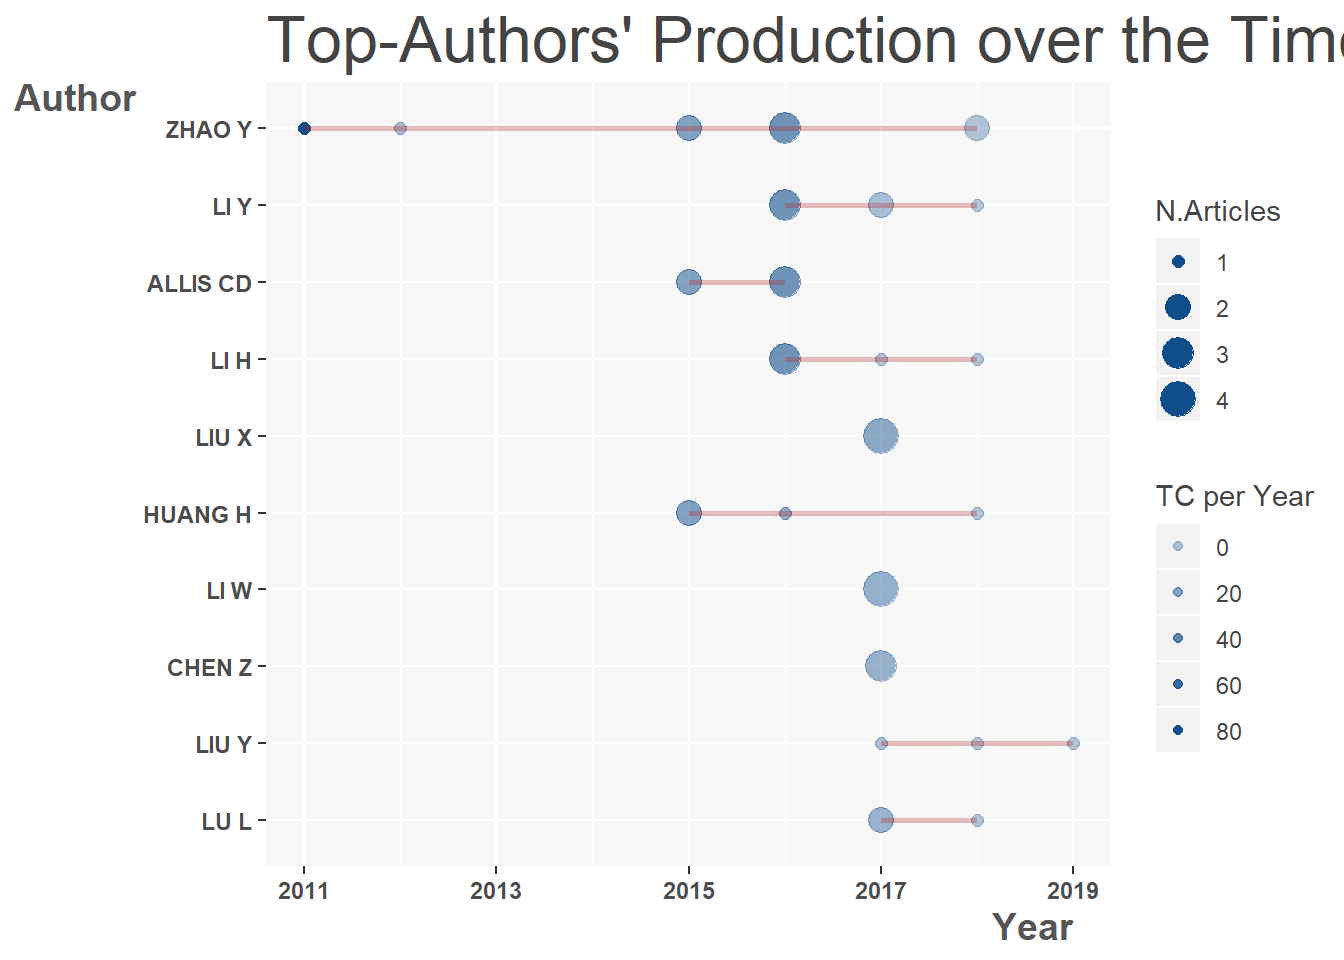 Top-Authors' Production over the Time
Author
ZHAO Y
LI Y
ALLIS CD
LI H
LIU X
HUANG H
LI W
CHEN Z
LIU Y
LU L
2011 2013 2015 2017 2019
Year
N.Articles
1
2
3
4
TC per Year
0
20
40
60
80